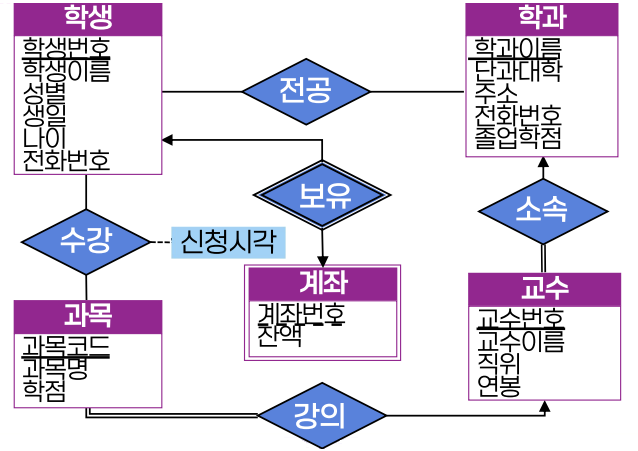 학생
학생번호
학생이름
성별
생일
나이
전화번호
전공
학과
학과이름
단과대학
주소
전화번호
졸업학점
보유
소속
수강
신청시각
계좌
계좌번호
잔액
교수
교수번호
교수이름
직위
연봉
과목
과목코드
과목명
학점
강의